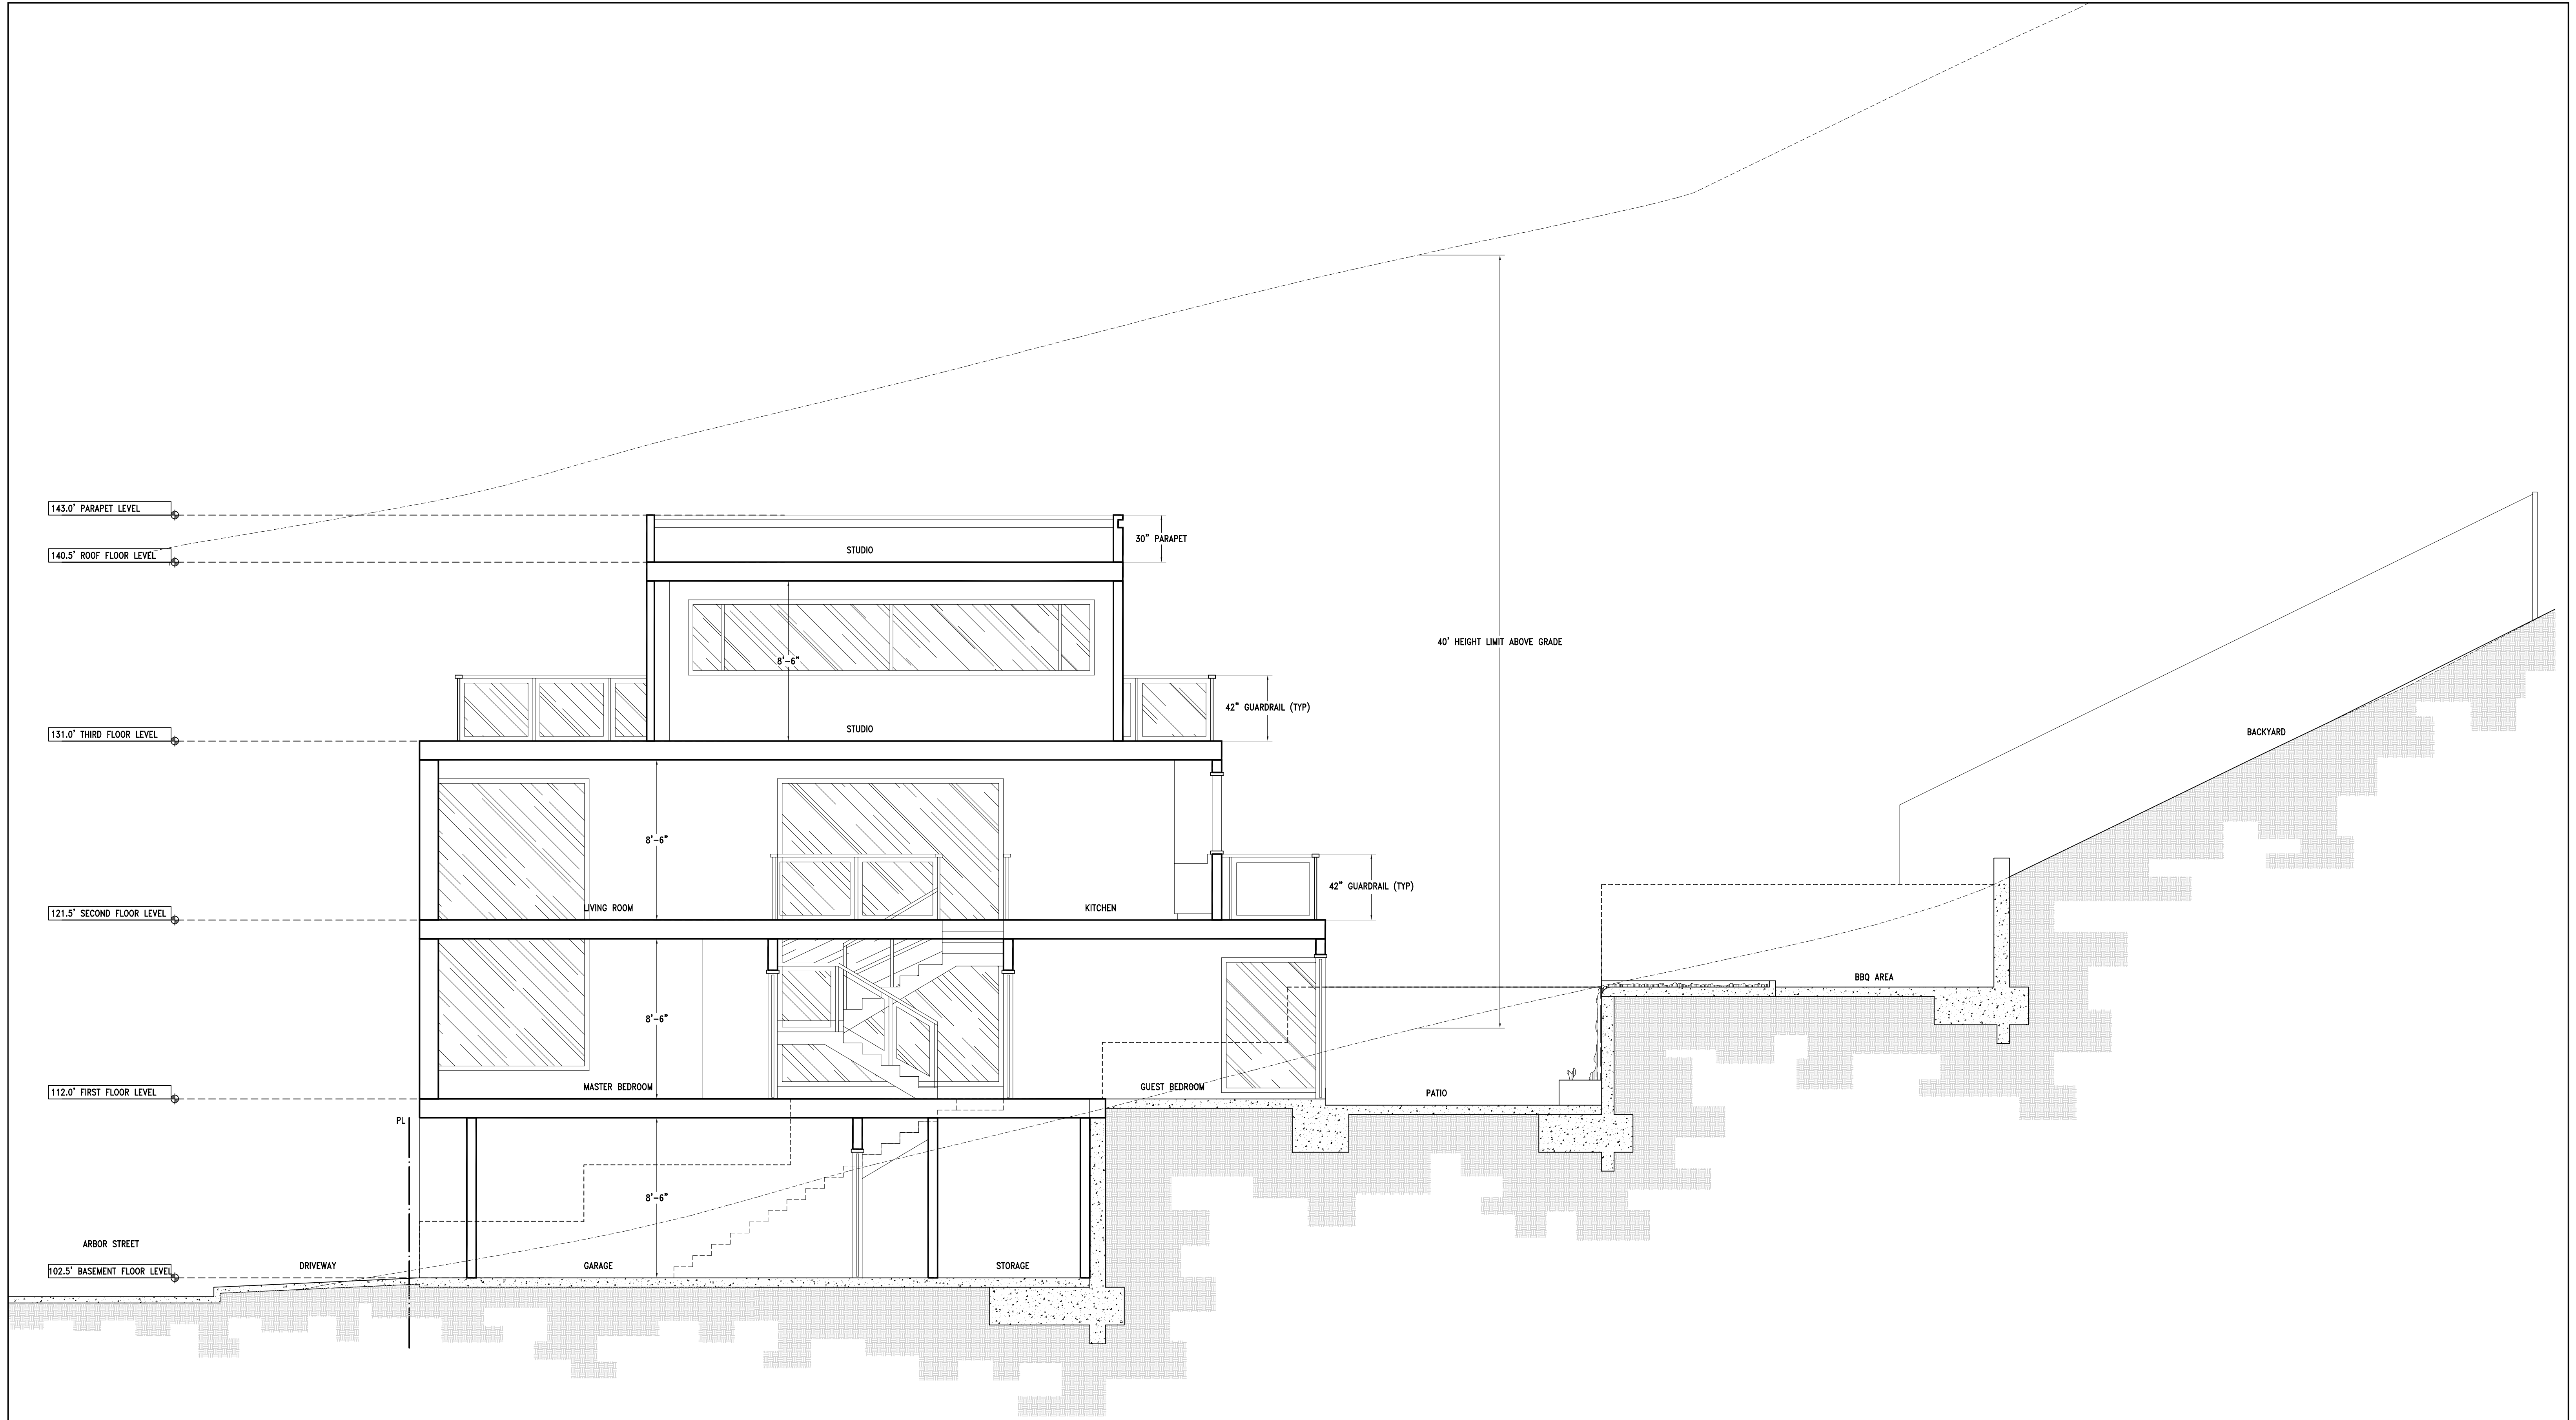 143.0' PARAPET LEVEL
30" PARAPET
140.5' ROOF FLOOR LEVEL
STUDIO
40' HEIGHT LIMIT ABOVE GRADE
8'-6"
42" GUARDRAIL (TYP)
131.0' THIRD FLOOR LEVEL
STUDIO
BACKYARD
8'-6"
42" GUARDRAIL (TYP)
121.5' SECOND FLOOR LEVEL
LIVING ROOM
KITCHEN
BBQ AREA
8'-6"
112.0' FIRST FLOOR LEVEL
MASTER BEDROOM
GUEST BEDROOM
PATIO
PL
8'-6"
ARBOR STREET
102.5' BASEMENT FLOOR LEVEL
DRIVEWAY
GARAGE
STORAGE